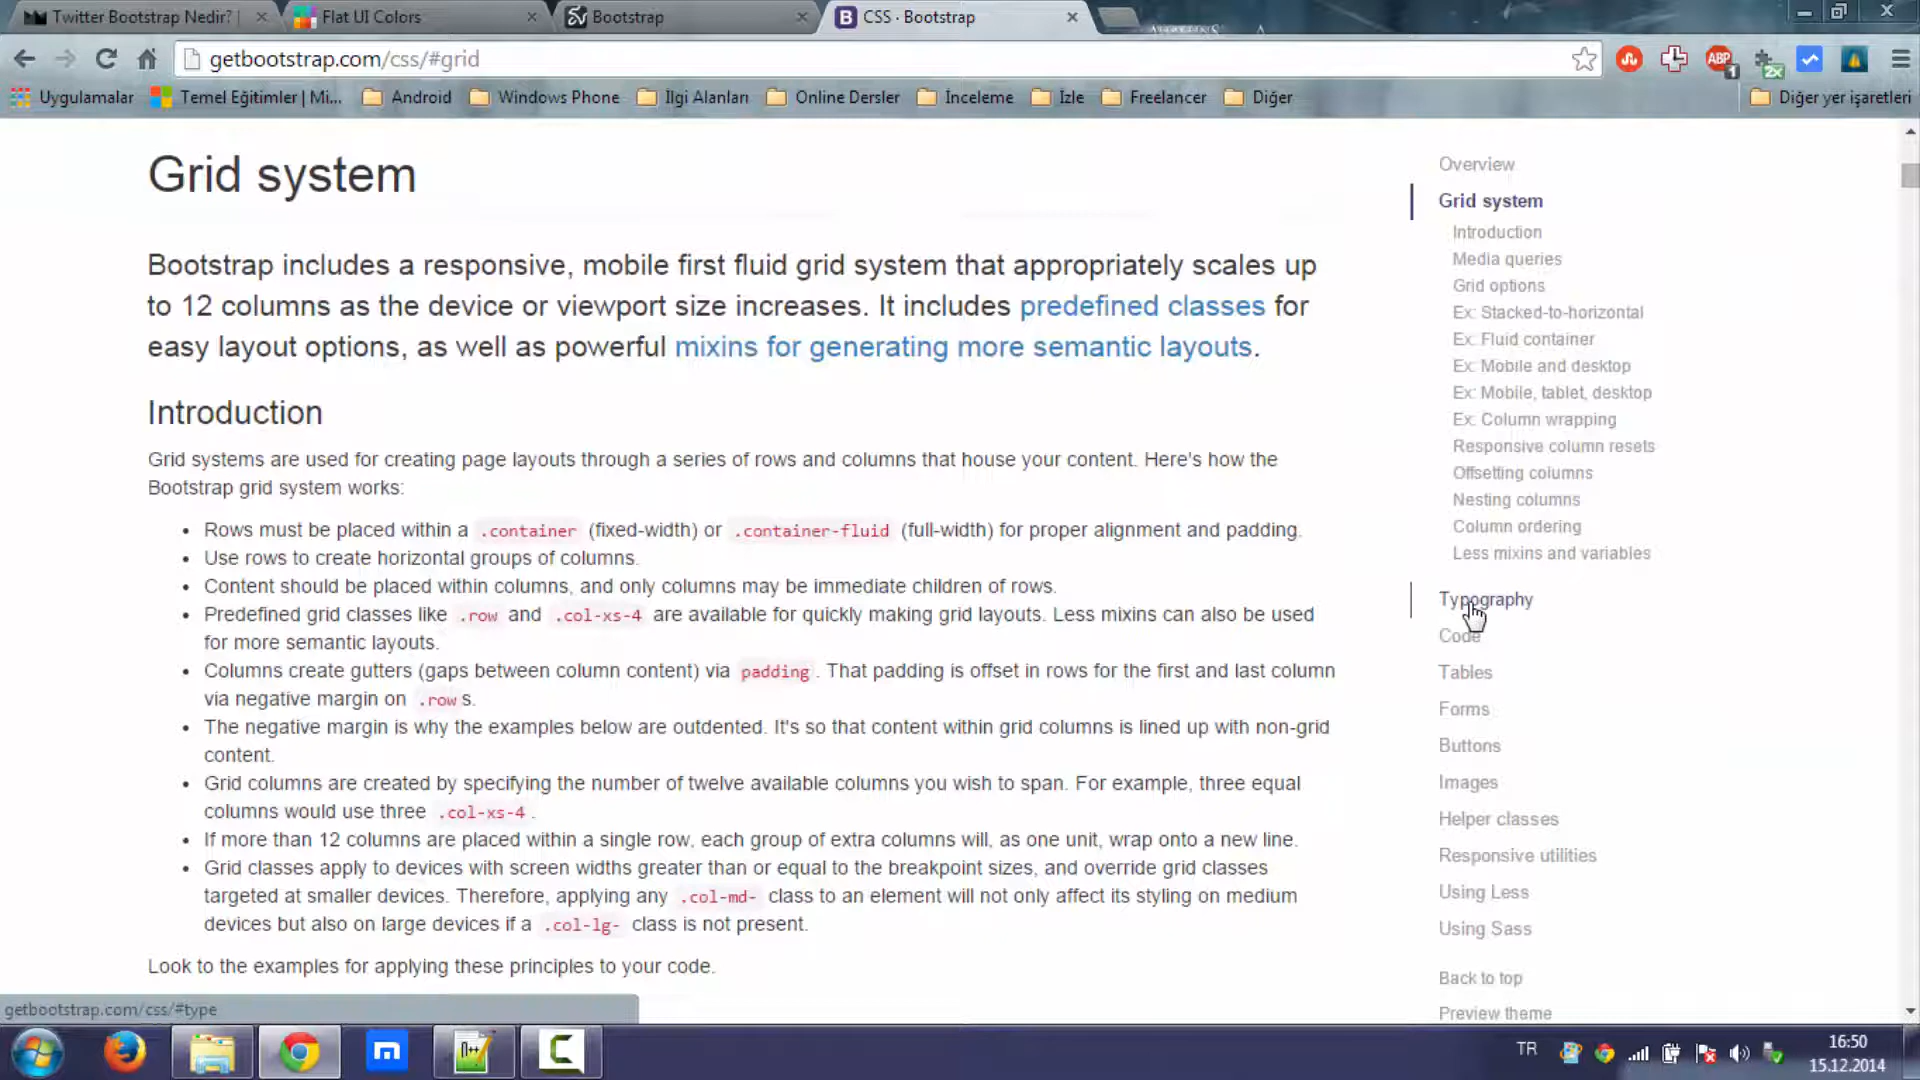 Twitter Bootstrap Nedir? |
Flat UI Colors
Bootstrap
CSS · Bootstrap
getbootstrap.com/css/#grid
ABP
1
2x
Uygulamalar
Temel Eğitimler | Mi...
Android
Windows Phone
İlgi Alanları
Online Dersler
İnceleme
İzle
Freelancer
Diğer
Diğer yer işaretleri
Grid system
Bootstrap includes a responsive, mobile first fluid grid system that appropriately scales up
to 12 columns as the device or viewport size increases. It includes predefined classes for
easy layout options, as well as powerful mixins for generating more semantic layouts.
Introduction
Grid systems are used for creating page layouts through a series of rows and columns that house your content. Here's how the
Bootstrap grid system works:
• Rows must be placed within a .container (fixed-width) or .container-fluid (full-width) for proper alignment and padding.
• Use rows to create horizontal groups of columns.
• Content should be placed within columns, and only columns may be immediate children of rows.
• Predefined grid classes like .row and .col-xs-4 are available for quickly making grid layouts. Less mixins can also be used
for more semantic layouts.
• Columns create gutters (gaps between column content) via padding. That padding is offset in rows for the first and last column
via negative margin on .row s.
• The negative margin is why the examples below are outdented. It's so that content within grid columns is lined up with non-grid
content.
• Grid columns are created by specifying the number of twelve available columns you wish to span. For example, three equal
columns would use three .col-xs-4 .
• If more than 12 columns are placed within a single row, each group of extra columns will, as one unit, wrap onto a new line.
• Grid classes apply to devices with screen widths greater than or equal to the breakpoint sizes, and override grid classes
targeted at smaller devices. Therefore, applying any .col-md- class to an element will not only affect its styling on medium
devices but also on large devices if a .col-lg- class is not present.
Look to the examples for applying these principles to your code.
Overview
Grid system
Introduction
Media queries
Grid options
Ex: Stacked-to-horizontal
Ex: Fluid container
Ex: Mobile and desktop
Ex: Mobile, tablet, desktop
Ex: Column wrapping
Responsive column resets
Offsetting columns
Nesting columns
Column ordering
Less mixins and variables
Typography
Code
Tables
Forms
Buttons
Images
Helper classes
Responsive utilities
Using Less
Using Sass
Back to top
Preview theme
getbootstrap.com/css/#type
TR
16:50
15.12.2014